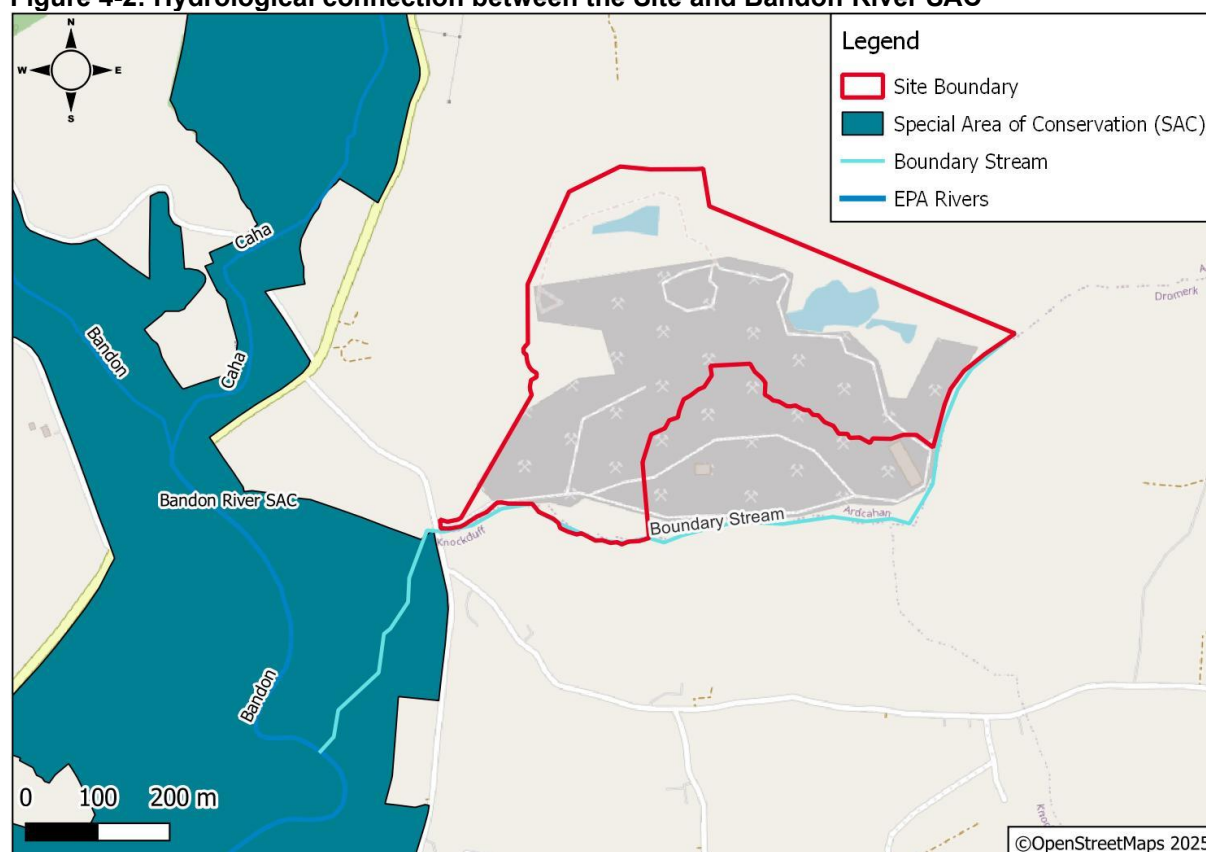 Figure 4-2: Hydrological connection between the Site and Bandon River SAC
N
W E
S
Legend
Site Boundary
Special Area of Conservation (SAC)
Boundary Stream
EPA Rivers
Caha
Dromerk
Bandon
Caha
Bandon River SAC
Boundary Stream
Ardcahan
Knockduff
Bandon
0 100 200 m
©OpenStreetMaps 2025